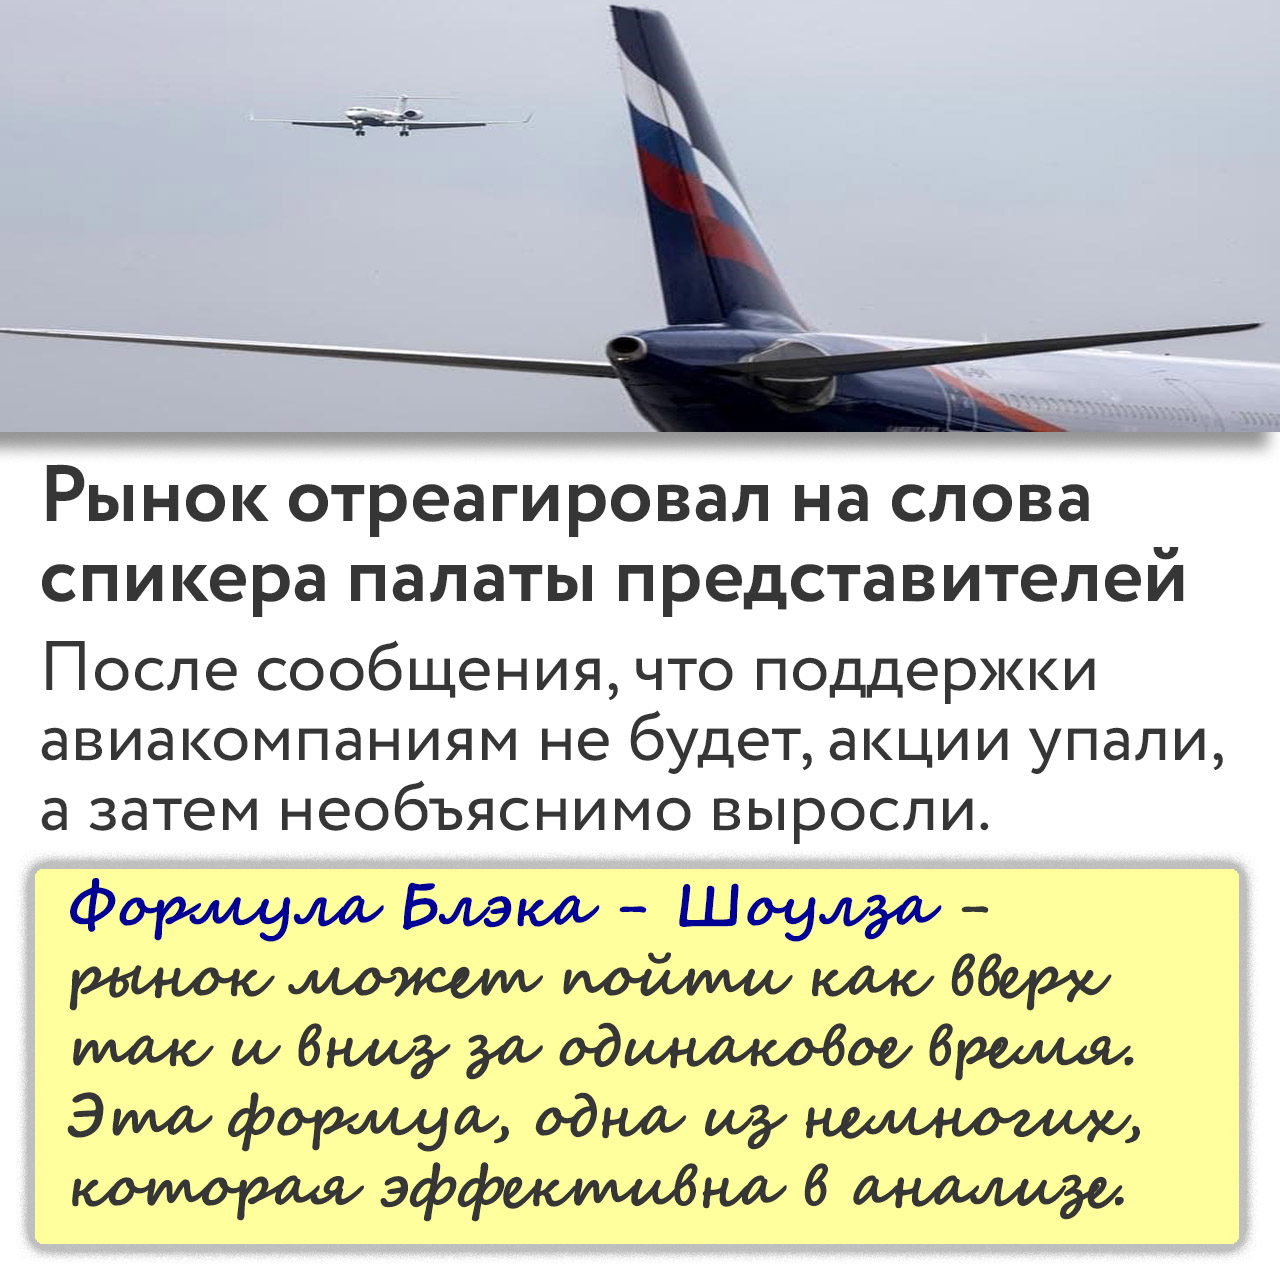 Рынок отреагировал на слова
спикера палаты представителей
После сообщения, что поддержки
авиакомпаниям не будет, акции упали,
а затем необъяснимо выросли.
Формула Блэка – Шоулза –
рынок может пойти как вверх
так и вниз за одинаковое время.
Эта формуа, одна из немногих,
которая эффективна в анализе.